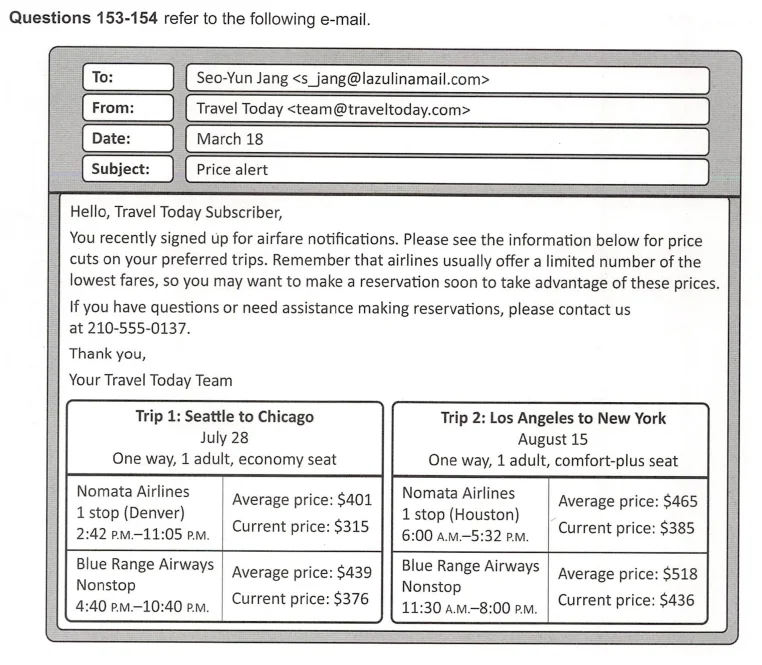 Questions 153-154 refer to the following e-mail.
To:
Seo-Yun Jang <s_jang@lazulinamail.com>
From:
Travel Today <team@traveltoday.com>
Date:
March 18
Subject:
Price alert
Hello, Travel Today Subscriber,
You recently signed up for airfare notifications. Please see the information below for price
cuts on your preferred trips. Remember that airlines usually offer a limited number of the
lowest fares, so you may want to make a reservation soon to take advantage of these prices.
If you have questions or need assistance making reservations, please contact us
at 210-555-0137.
Thank you,
Your Travel Today Team
Trip 1: Seattle to Chicago
July 28
One way, 1 adult, economy seat
Nomata Airlines
1 stop (Denver)
2:42 P.M.–11:05 P.M.
Average price: $401
Current price: $315
Blue Range Airways
Nonstop
4:40 P.M.–10:40 P.M.
Average price: $439
Current price: $376
Trip 2: Los Angeles to New York
August 15
One way, 1 adult, comfort-plus seat
Nomata Airlines
1 stop (Houston)
6:00 A.M.–5:32 P.M.
Average price: $465
Current price: $385
Blue Range Airways
Nonstop
11:30 A.M.–8:00 P.M.
Average price: $518
Current price: $436